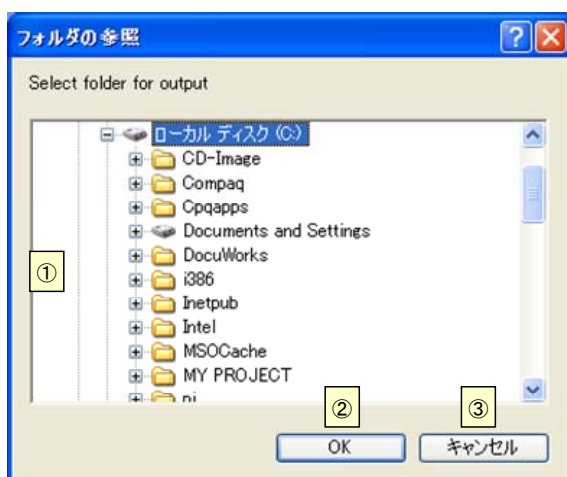 フォルダの参照
Select folder for output
ローカル ディスク (C:)
CD-Image
Compaq
Cpqapps
Documents and Settings
DocuWorks
①
i386
Inetpub
Intel
MSOCache
MY PROJECT
② ③
OK キャンセル